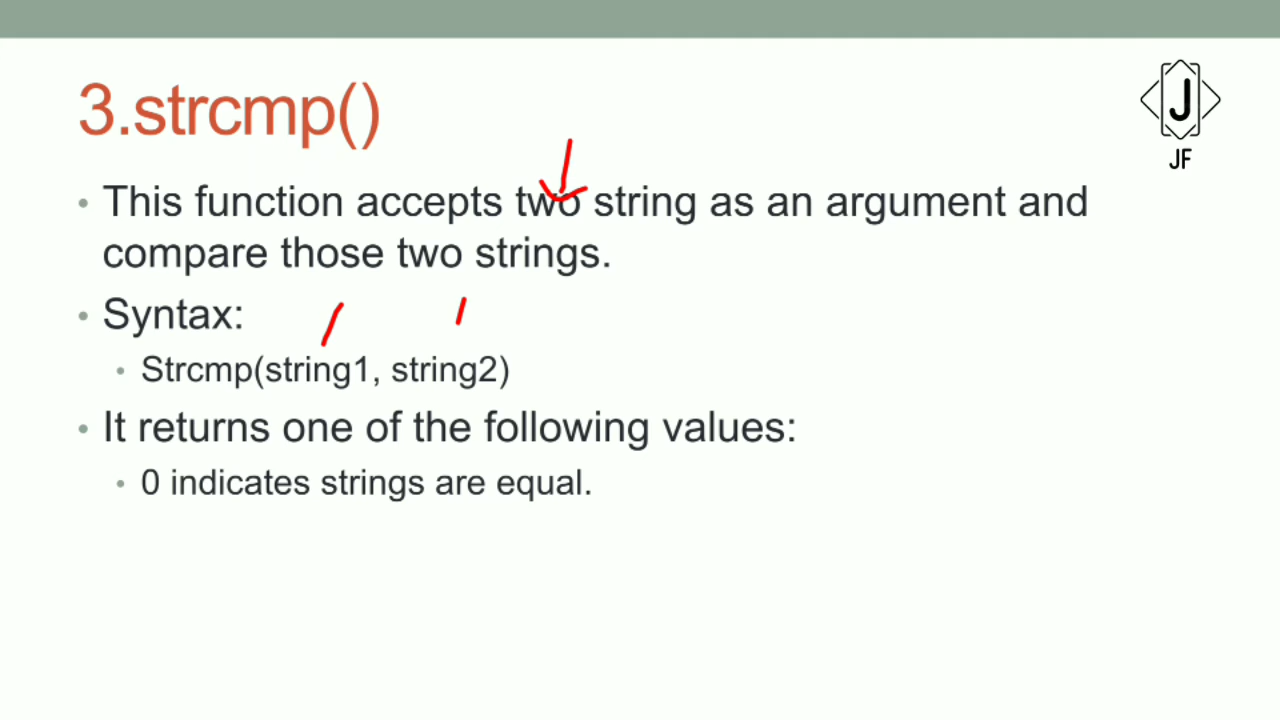 3.strcmp()
J
JF
• This function accepts two string as an argument and
compare those two strings.
• Syntax:
• Strcmp(string1, string2)
• It returns one of the following values:
• 0 indicates strings are equal.